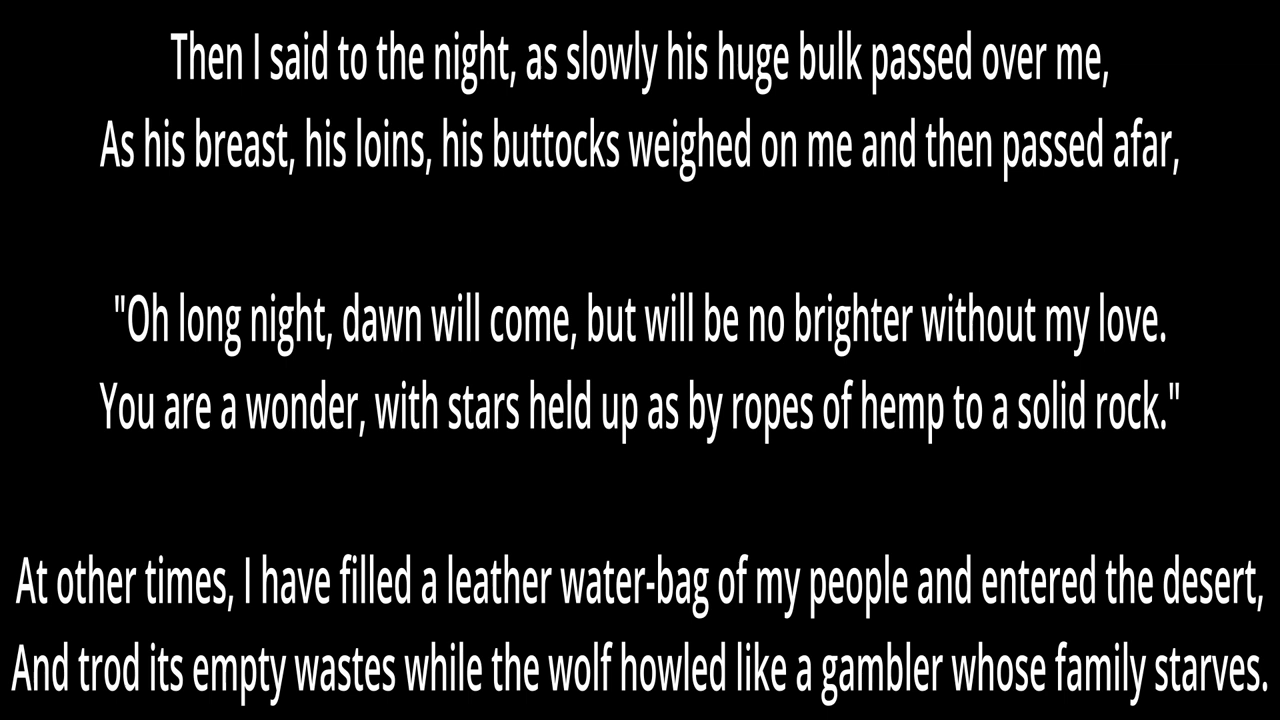 Then I said to the night, as slowly his huge bulk passed over me,
As his breast, his loins, his buttocks weighed on me and then passed afar,
"Oh long night, dawn will come, but will be no brighter without my love.
You are a wonder, with stars held up as by ropes of hemp to a solid rock."
At other times, I have filled a leather water-bag of my people and entered the desert,
And trod its empty wastes while the wolf howled like a gambler whose family starves.